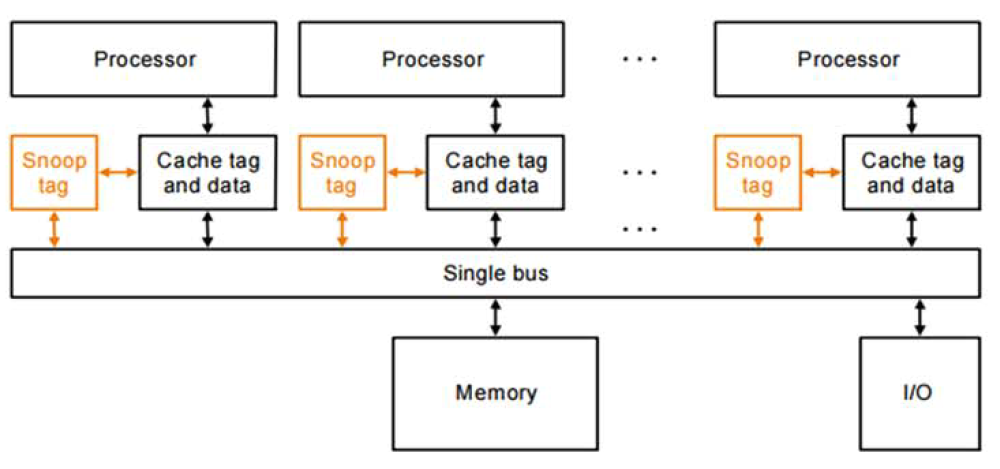 Processor
Processor
. . .
Processor
Snoop
tag
Cache tag
and data
Snoop
tag
Cache tag
and data
. . .
Snoop
tag
Cache tag
and data
. . .
Single bus
Memory
I/O